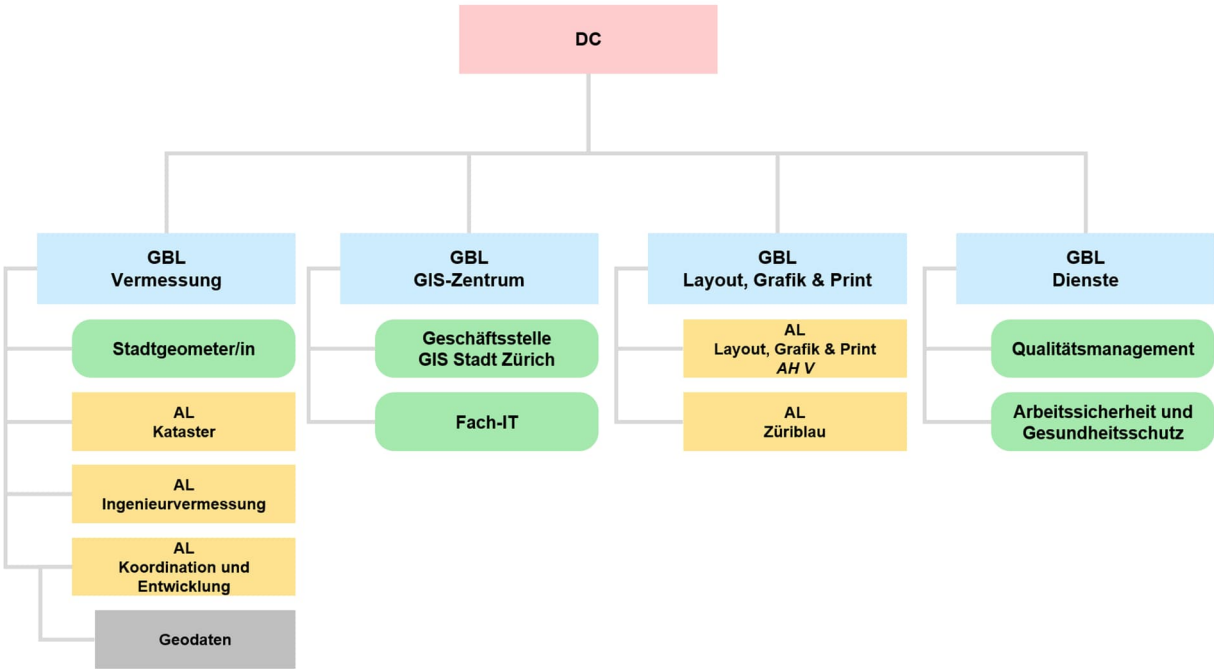 DC
GBL
Vermessung
Stadtgeometer/in
AL
Kataster
AL
Ingenieurvermessung
AL
Koordination und
Entwicklung
Geodaten
GBL
GIS-Zentrum
Geschäftsstelle
GIS Stadt Zürich
Fach-IT
GBL
Layout, Grafik & Print
AL
Layout, Grafik & Print
AH V
AL
Züriblau
GBL
Dienste
Qualitätsmanagement
Arbeitssicherheit und
Gesundheitsschutz